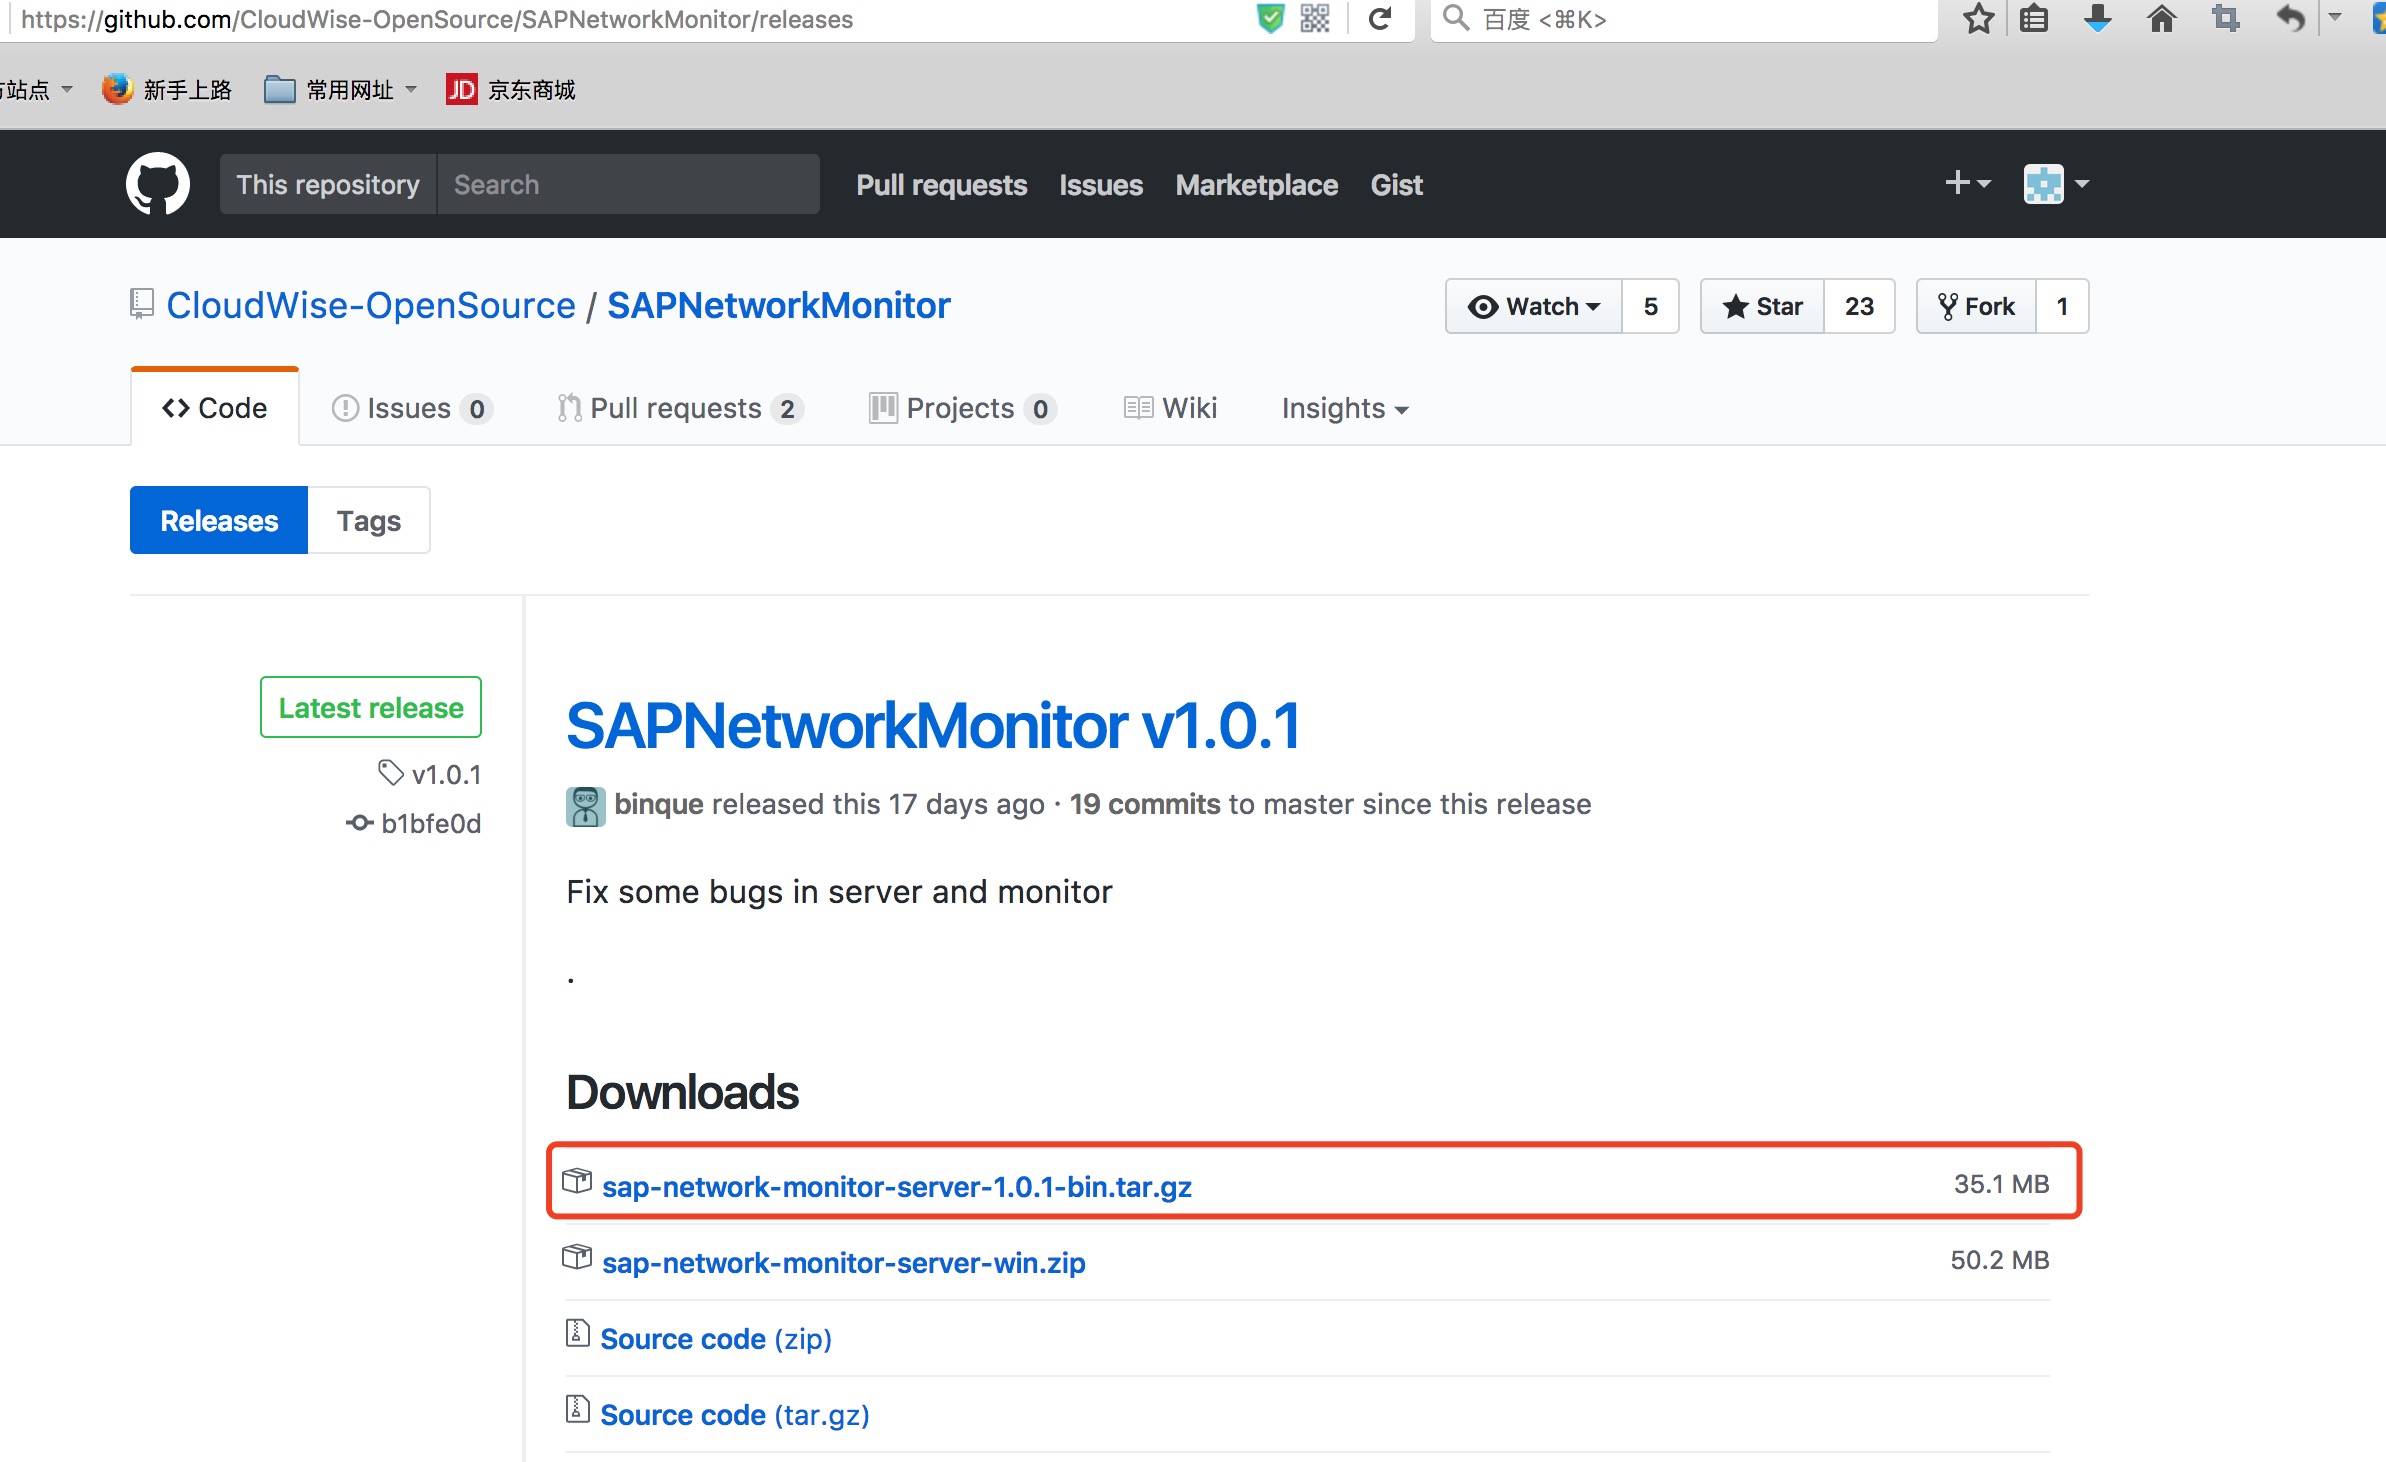 https://github.com/CloudWise-OpenSource/SAPNetworkMonitor/releases
百度 <⌘K>
站点 新手上路 常用网址 JD 京东商城
This repository Search Pull requests Issues Marketplace Gist
CloudWise-OpenSource / SAPNetworkMonitor Watch 5 Star 23 Fork 1
Code Issues 0 Pull requests 2 Projects 0 Wiki Insights
Releases Tags
Latest release
v1.0.1
b1bfe0d
SAPNetworkMonitor v1.0.1
binque released this 17 days ago · 19 commits to master since this release
Fix some bugs in server and monitor
.
Downloads
sap-network-monitor-server-1.0.1-bin.tar.gz 35.1 MB
sap-network-monitor-server-win.zip 50.2 MB
Source code (zip)
Source code (tar.gz)